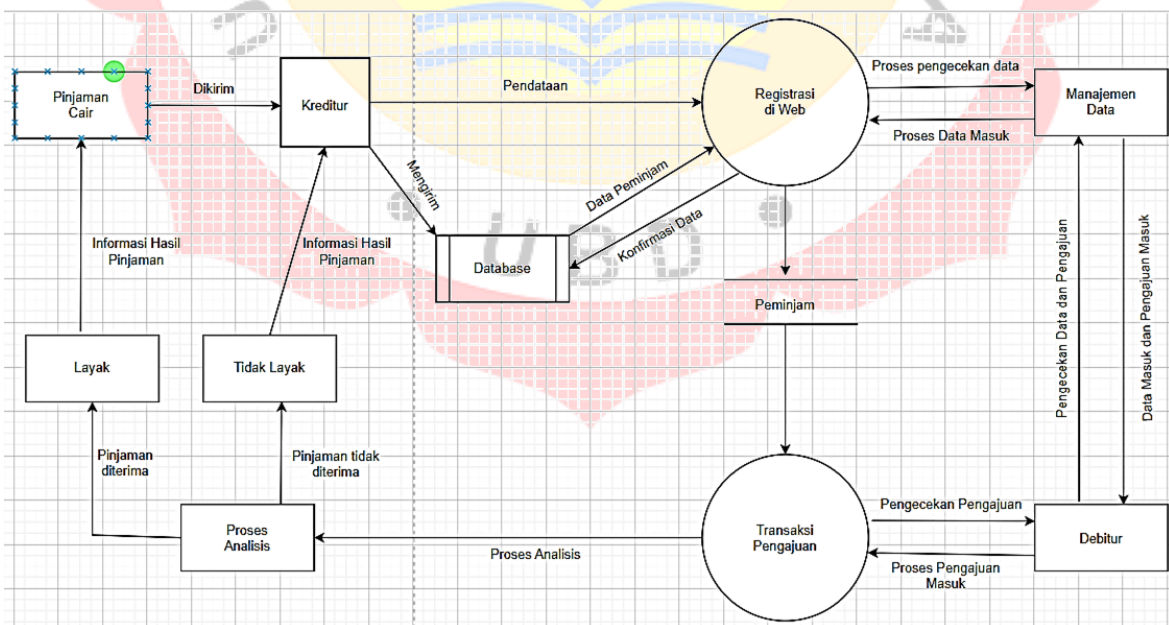 Pinjaman
Cair
Dikirim
Kreditur
Pendataan
Registrasi
di Web
Proses pengecekan data
Proses Data Masuk
Manajemen
Data
Mengirim
Data Peminjam
Konfirmasi Data
Database
UBD
Informasi Hasil
Pinjaman
Informasi Hasil
Pinjaman
Peminjam
Pengecekan Data dan Pengajuan
Data Masuk dan Pengajuan Masuk
Layak
Tidak Layak
Pinjaman
diterima
Pinjaman tidak
diterima
Proses
Analisis
Proses Analisis
Transaksi
Pengajuan
Pengecekan Pengajuan
Proses Pengajuan
Masuk
Debitur